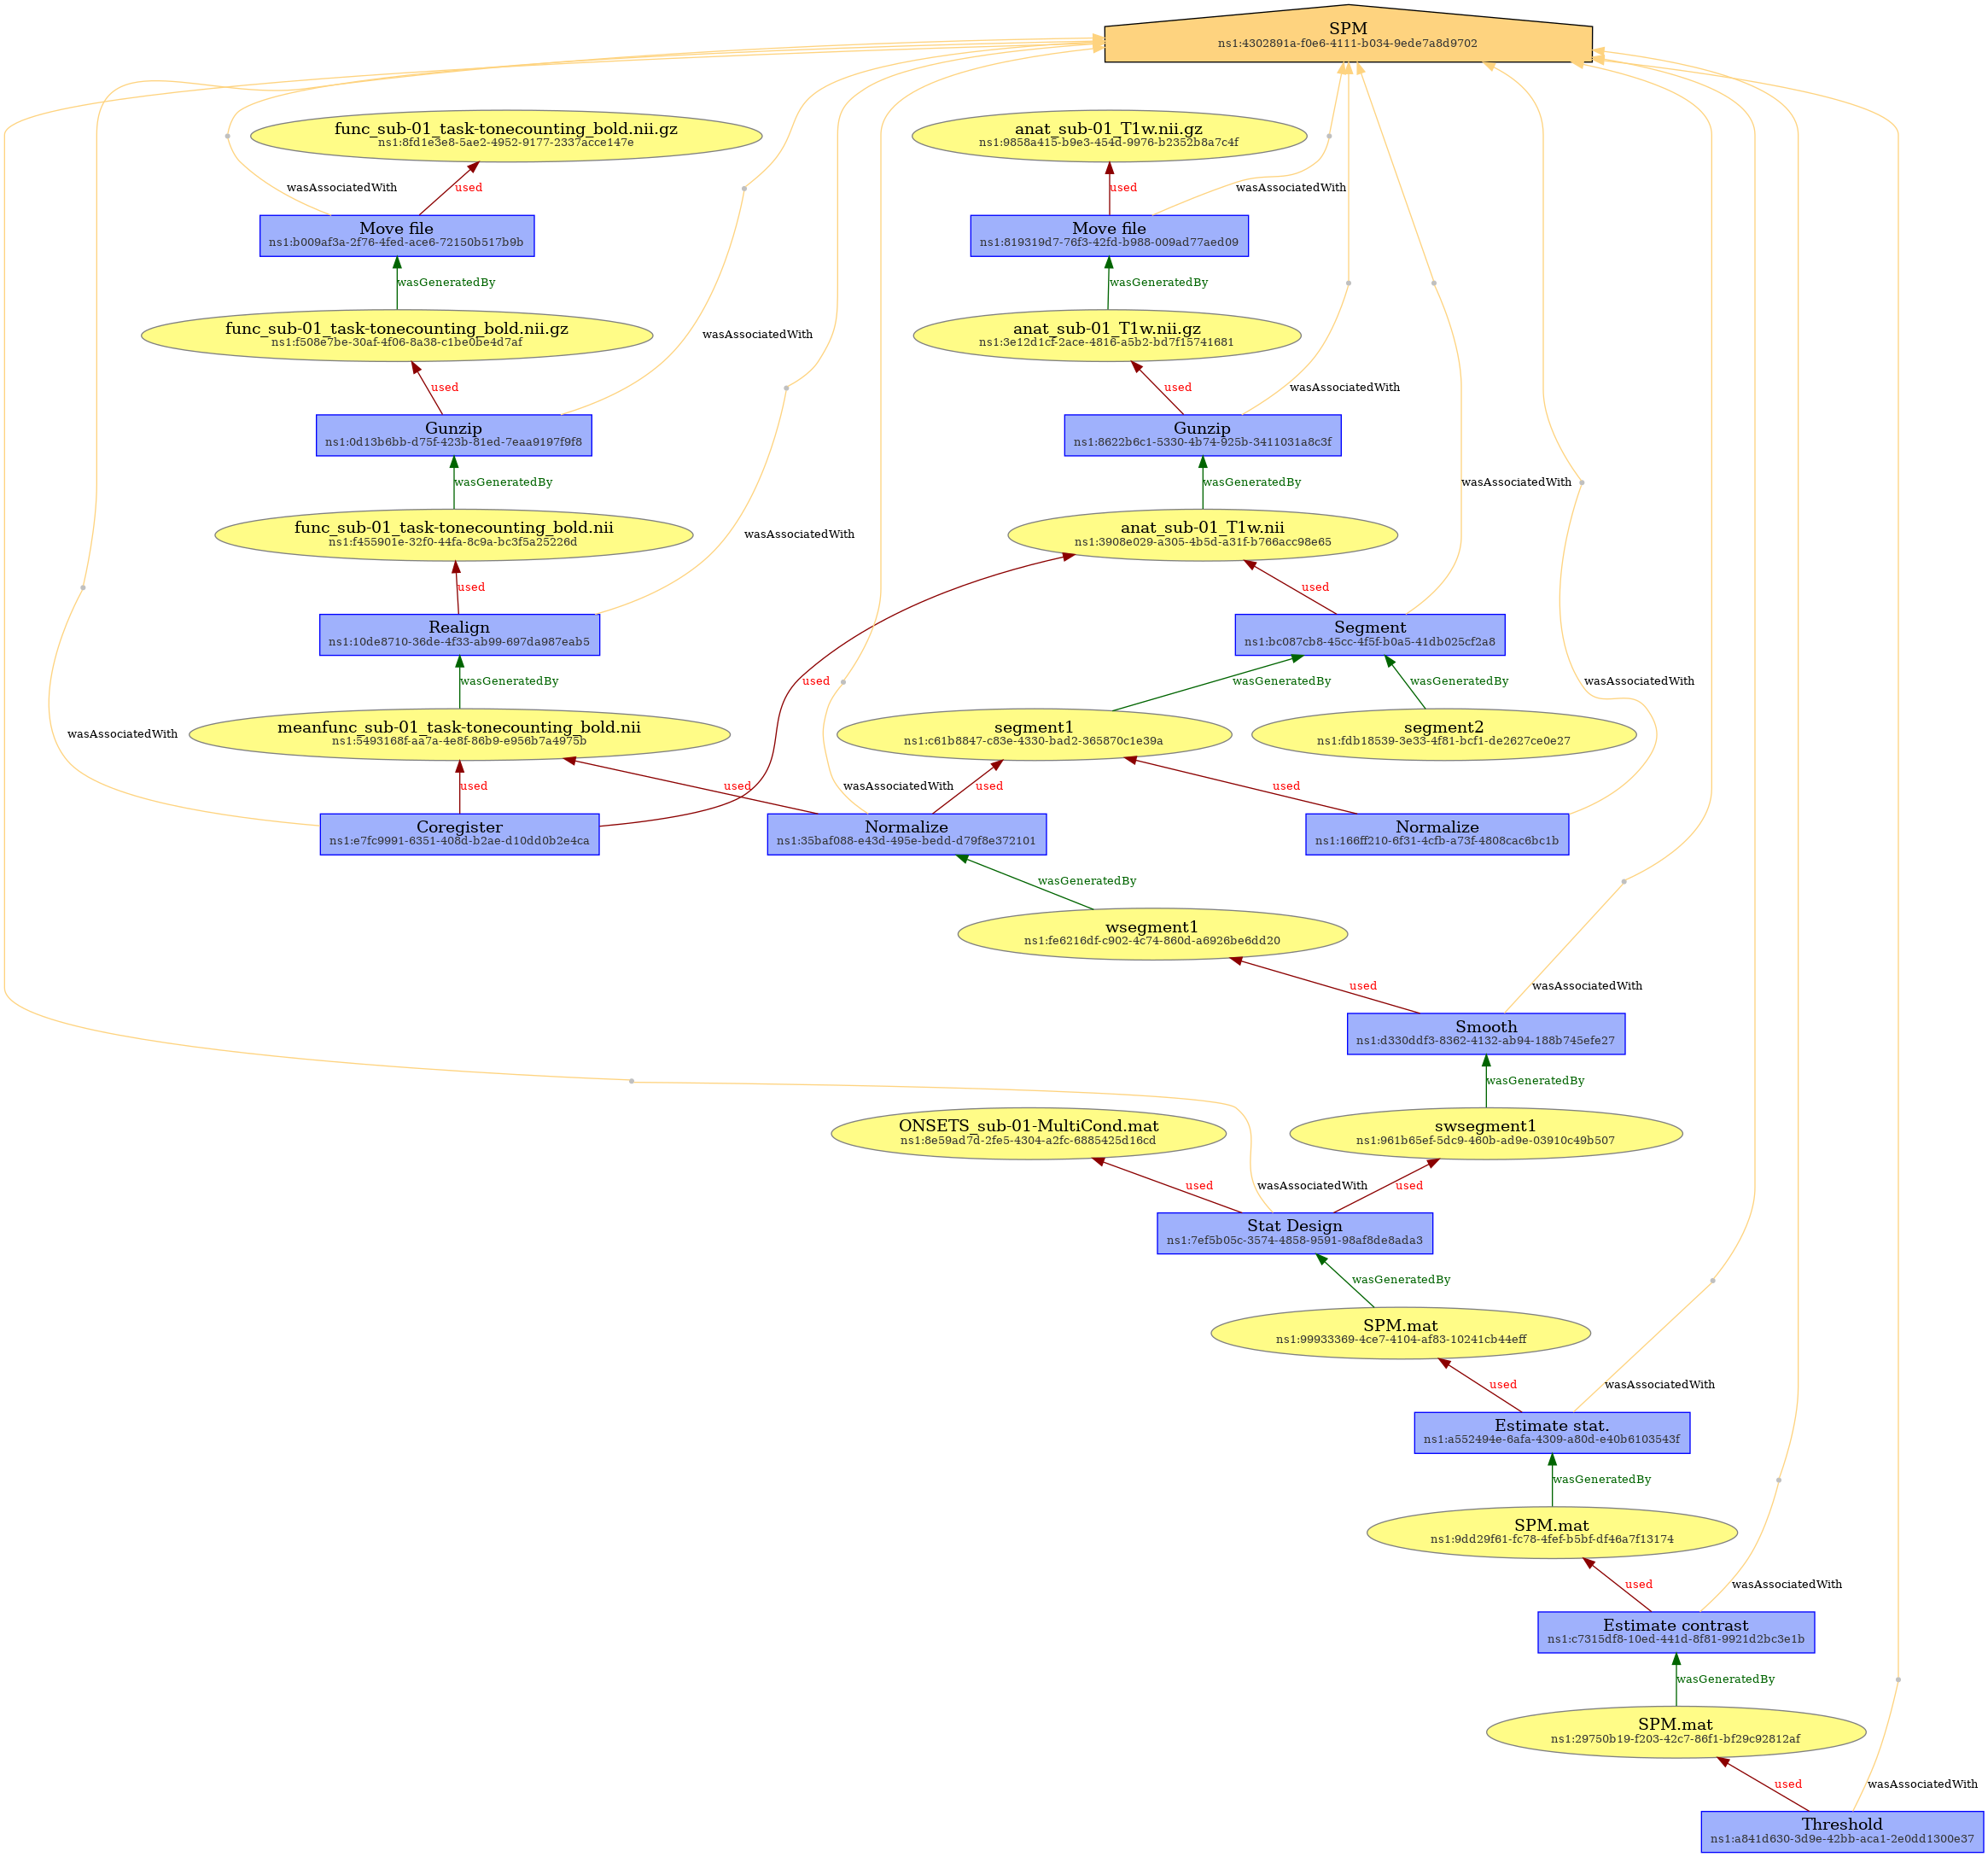 SPM
ns1:4302891a-f0e6-4111-b034-9ede7a8d9702
func_sub-01_task-tonecounting_bold.nii.gz
ns1:8fd1e3e8-5ae2-4952-9177-2337acce147e
anat_sub-01_T1w.nii.gz
ns1:9858a415-b9e3-454d-9976-b2352b8a7c4f
wasAssociatedWith
used
used
wasAssociatedWith
Move file
ns1:b009af3a-2f76-4fed-ace6-72150b517b9b
Move file
ns1:819319d7-76f3-42fd-b988-009ad77aed09
wasGeneratedBy
wasGeneratedBy
func_sub-01_task-tonecounting_bold.nii.gz
ns1:f508e7be-30af-4f06-8a38-c1be0be4d7af
wasAssociatedWith
anat_sub-01_T1w.nii.gz
ns1:3e12d1cf-2ace-4816-a5b2-bd7f15741681
used
used
wasAssociatedWith
Gunzip
ns1:0d13b6bb-d75f-423b-81ed-7eaa9197f9f8
Gunzip
ns1:8622b6c1-5330-4b74-925b-3411031a8c3f
wasGeneratedBy
wasGeneratedBy
wasAssociatedWith
func_sub-01_task-tonecounting_bold.nii
ns1:f455901e-32f0-44fa-8c9a-bc3f5a25226d
wasAssociatedWith
anat_sub-01_T1w.nii
ns1:3908e029-a305-4b5d-a31f-b766acc98e65
used
used
Realign
ns1:10de8710-36de-4f33-ab99-697da987eab5
Segment
ns1:bc087cb8-45cc-4f5f-b0a5-41db025cf2a8
wasGeneratedBy
used
wasGeneratedBy
wasGeneratedBy
wasAssociatedWith
wasAssociatedWith
meanfunc_sub-01_task-tonecounting_bold.nii
ns1:5493168f-aa7a-4e8f-86b9-e956b7a4975b
segment1
ns1:c61b8847-c83e-4330-bad2-365870c1e39a
segment2
ns1:fdb18539-3e33-4f81-bcf1-de2627ce0e27
used
used
wasAssociatedWith
used
used
Coregister
ns1:e7fc9991-6351-408d-b2ae-d10dd0b2e4ca
Normalize
ns1:35baf088-e43d-495e-bedd-d79f8e372101
Normalize
ns1:166ff210-6f31-4cfb-a73f-4808cac6bc1b
wasGeneratedBy
wsegment1
ns1:fe6216df-c902-4c74-860d-a6926be6dd20
used
wasAssociatedWith
Smooth
ns1:d330ddf3-8362-4132-ab94-188b745efe27
wasGeneratedBy
ONSETS_sub-01-MultiCond.mat
ns1:8e59ad7d-2fe5-4304-a2fc-6885425d16cd
swsegment1
ns1:961b65ef-5dc9-460b-ad9e-03910c49b507
used
wasAssociatedWith
used
Stat Design
ns1:7ef5b05c-3574-4858-9591-98af8de8ada3
wasGeneratedBy
SPM.mat
ns1:99933369-4ce7-4104-af83-10241cb44eff
used
wasAssociatedWith
Estimate stat.
ns1:a552494e-6afa-4309-a80d-e40b6103543f
wasGeneratedBy
SPM.mat
ns1:9dd29f61-fc78-4fef-b5bf-df46a7f13174
used
wasAssociatedWith
Estimate contrast
ns1:c7315df8-10ed-441d-8f81-9921d2bc3e1b
wasGeneratedBy
SPM.mat
ns1:29750b19-f203-42c7-86f1-bf29c92812af
used
wasAssociatedWith
Threshold
ns1:a841d630-3d9e-42bb-aca1-2e0dd1300e37